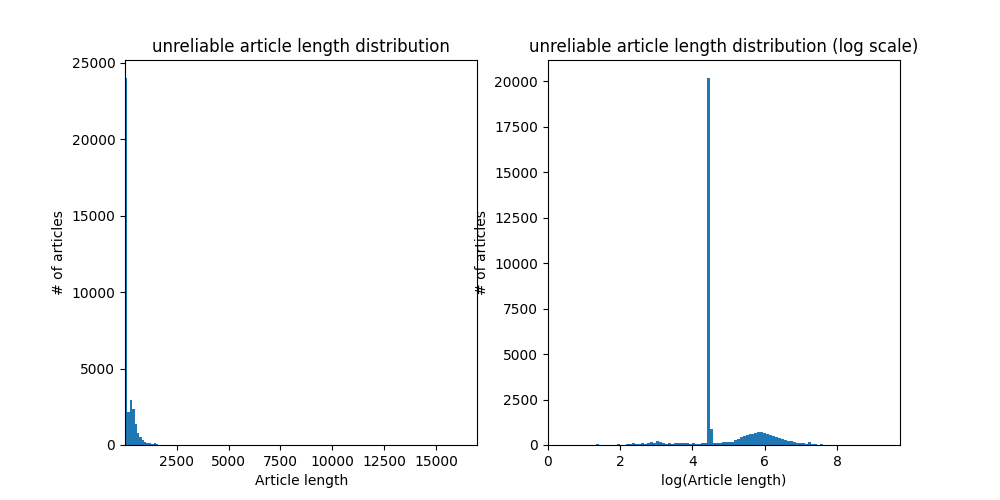 unreliable article length distribution
25000
20000
15000
10000
5000
0
2500 5000 7500 10000 12500 15000
Article length
# of articles
unreliable article length distribution (log scale)
20000
17500
15000
12500
10000
7500
5000
2500
0
0 2 4 6 8
log(Article length)
# of articles